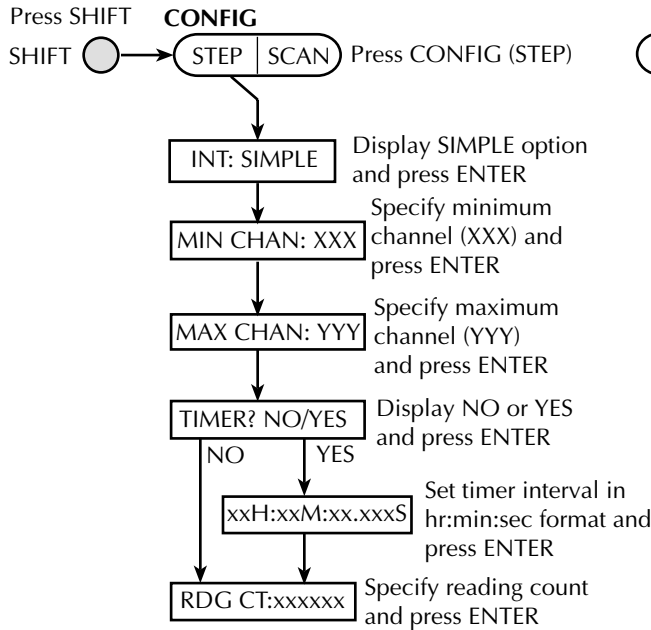 Press SHIFT CONFIG
SHIFT STEP SCAN Press CONFIG (STEP)
INT: SIMPLE
Display SIMPLE option
and press ENTER
MIN CHAN: XXX
Specify minimum
channel (XXX) and
press ENTER
MAX CHAN: YYY
Specify maximum
channel (YYY)
and press ENTER
TIMER? NO/YES
Display NO or YES
and press ENTER
NO YES
xxH:xxM:xx.xxxS
Set timer interval in
hr:min:sec format and
press ENTER
RDG CT:xxxxxx
Specify reading count
and press ENTER